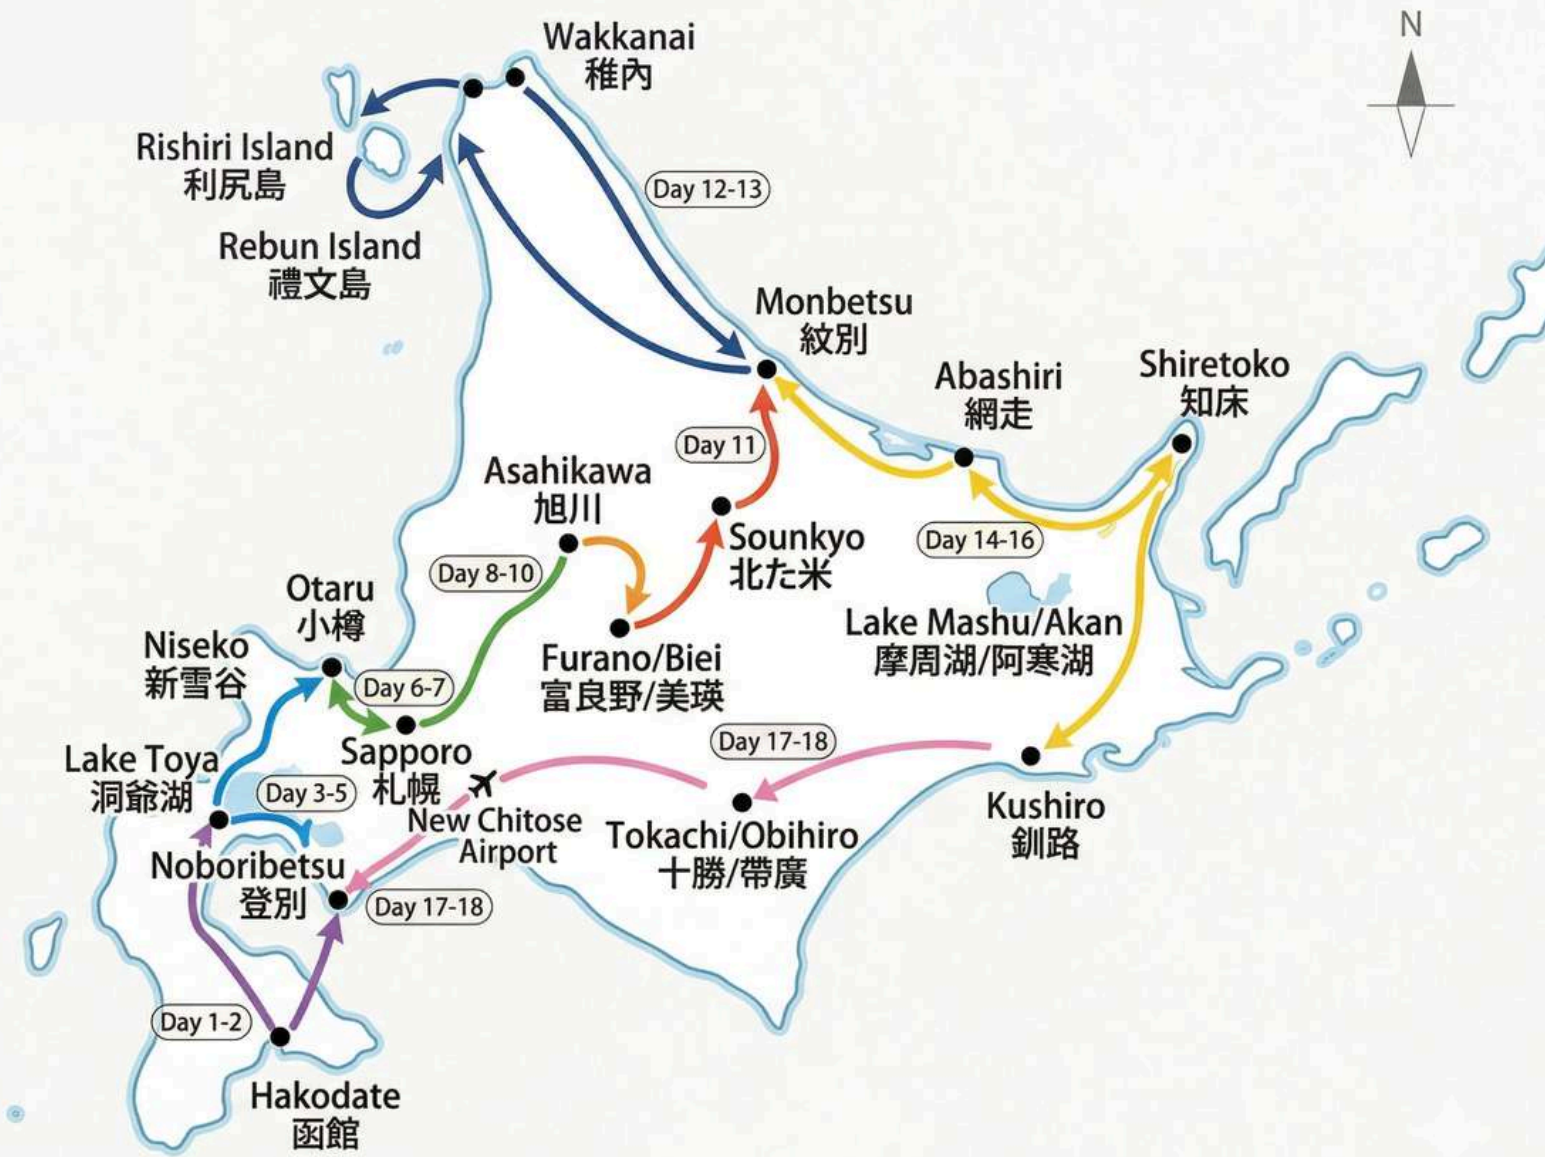 N
Wakkanai
稚內
Rishiri Island
利尻島
Day 12-13
Rebun Island
禮文島
Monbetsu
紋別
Shiretoko
知床
Abashiri
網走
Day 11
Asahikawa
旭川
Sounkyo
北た米
Day 14-16
Day 8-10
Otaru
小樽
Lake Mashu/Akan
摩周湖/阿寒湖
Niseko
新雪谷
Furano/Biei
富良野/美瑛
Day 6-7
Sapporo
札幌
Day 17-18
Lake Toya
洞爺湖
Day 3-5
New Chitose
Airport
Tokachi/Obihiro
十勝/帶廣
Kushiro
釧路
Noboribetsu
登別
Day 17-18
Day 1-2
Hakodate
函館